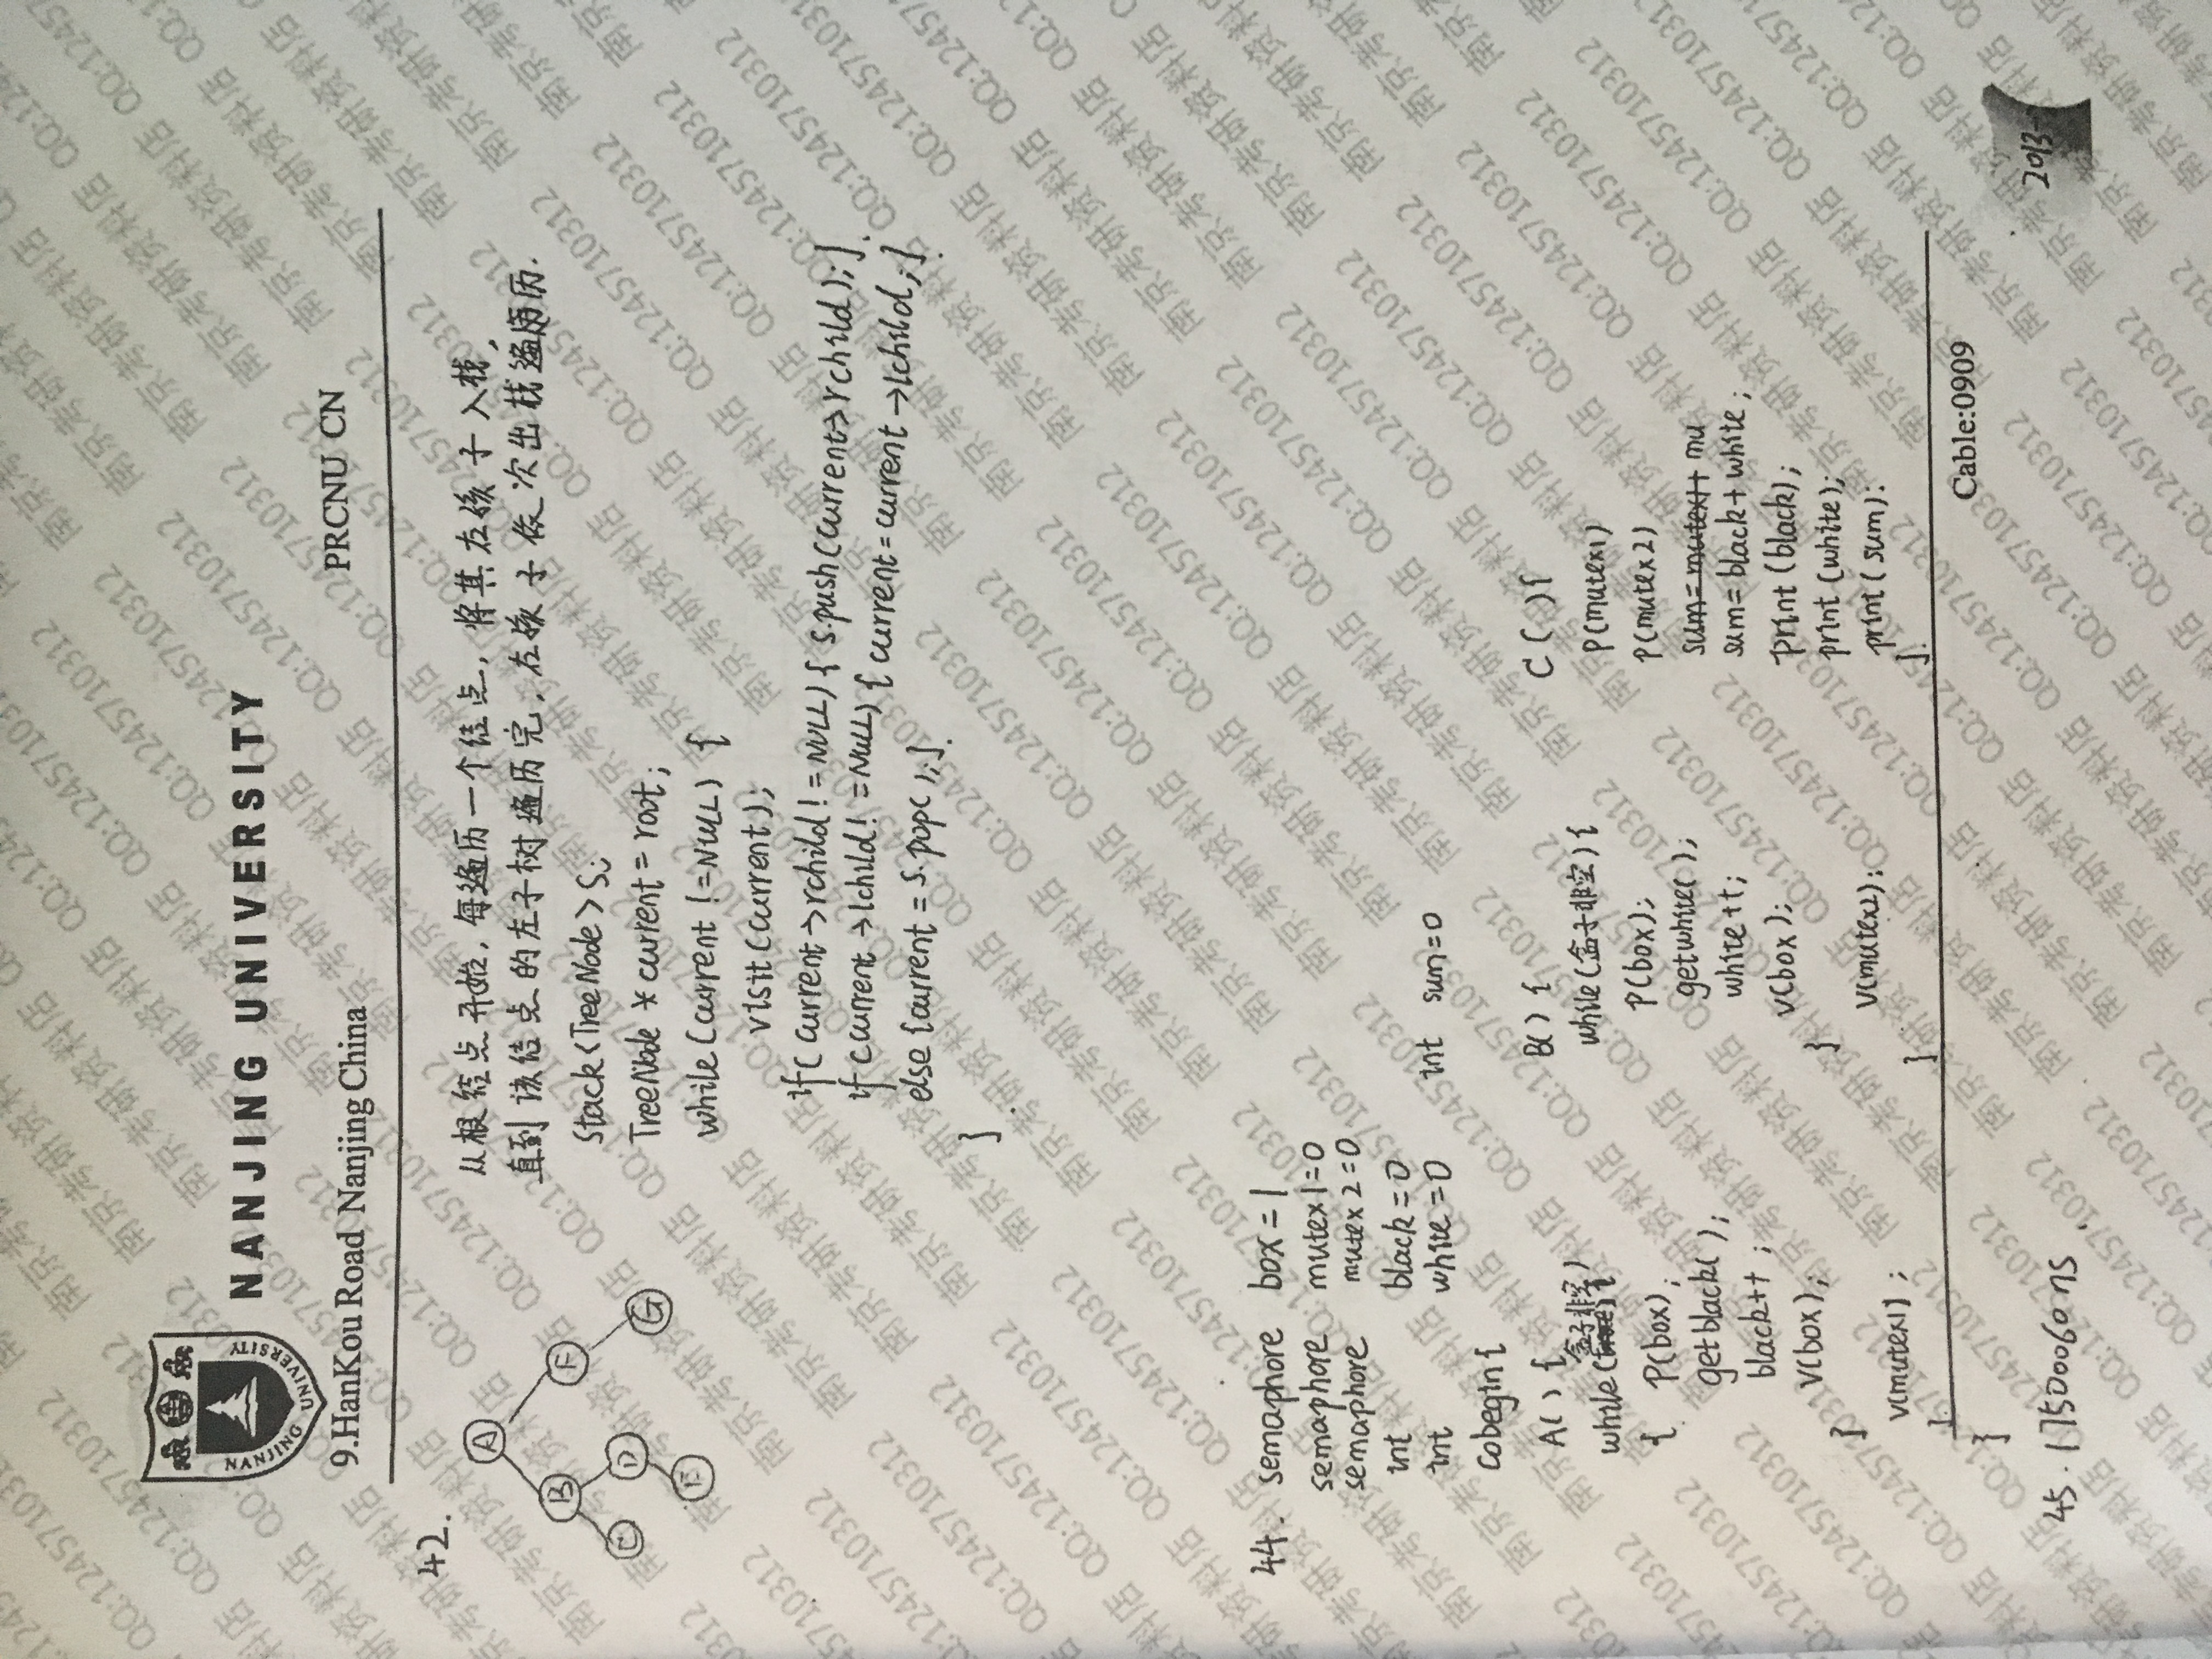 NANJING UNIVERSITY
NANJING UNIVERSITY
9.HanKou Road Nanjing China
PRCNU CN
42.
A
B F
C D G
E
从根结点开始，每遍历一个结点，将其右孩子入栈，
直到该结点的左子树遍历完，右孩子依次出栈遍历.
Stack<TreeNode> S;
TreeNode * current = root;
while (current != NULL) {
visit (current);
if( current->rchild != NULL) { s.push(current->rchild); }
if (current->lchild! = NULL) { current = current->lchild; }
else {current = s.pop( ); }
}
44. semaphore box = 1
semaphore mutex1=0
semaphore mutex2=0
int black = 0
int white = 0 int sum=0
cobegin {
A( ) {
盒子非空)
while (true) {
{ P(box);
getblack( );
black++ ;
V(box);
}
V(mutex1) ;
}
B( ) {
while (盒子非空) {
P(box);
getwhite( );
white ++;
V(box);
}
V(mutex2);
}
C ( ) {
P(mutex1)
P(mutex2)
sum= mutex1+ mu
sum= black + white ;
print (black);
print (white);
print ( sum);
}
Cable:0909
}
45. 17500060 ns.
2013-
南京考研资料店 QQ:1245710312